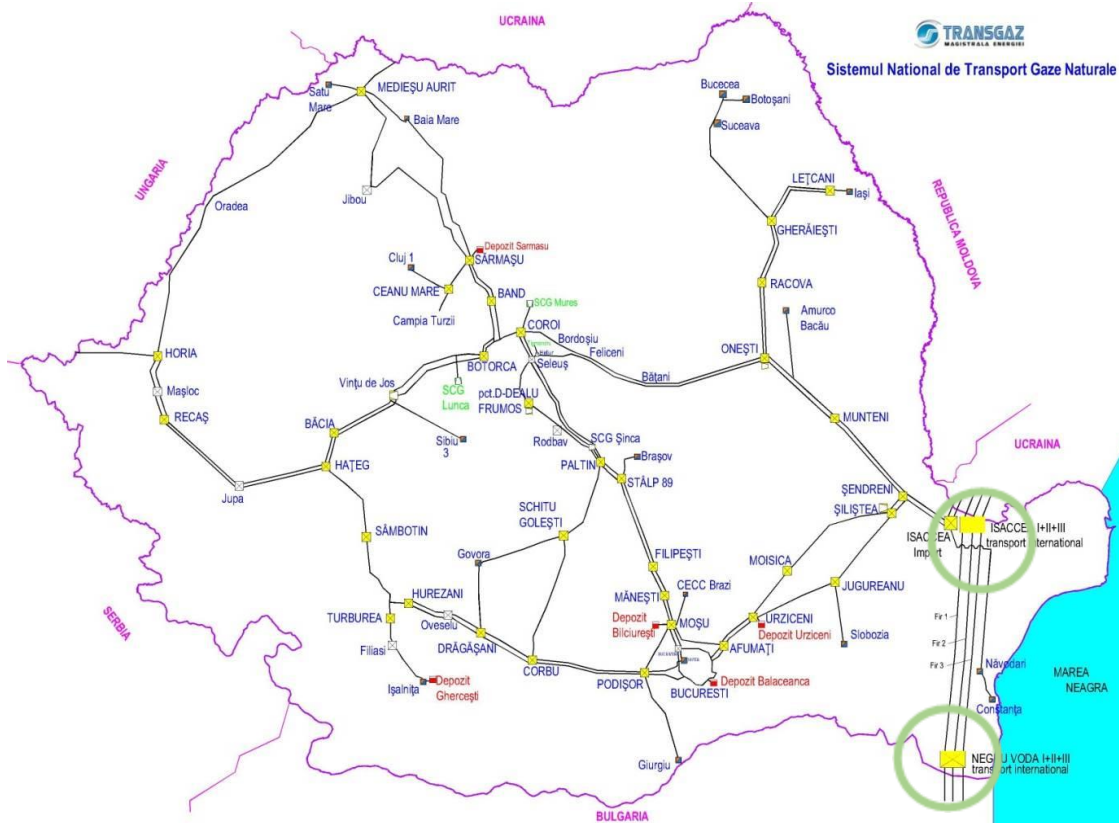 UCRAINA
TRANSGAZ
MAGISTRALA ENERGIEI
Sistemul National de Transport Gaze Naturale
MEDIEŞU AURIT
Satu
Mare
Baia Mare
Bucecea
Botoşani
Suceava
UNGARIA
Oradea
Jibou
LEŢCANI
Iaşi
REPUBLICA MOLDOVA
GHERĂIEŞTI
Depozit Sarmasu
SĂRMAŞU
Cluj 1
CEANU MARE
BAND
Campia Turzii
RACOVA
SCG Mures
COROI
Bordoşiu
Amurco
Bacău
HORIA
BOTORCA
Seleuş
Feliceni
ONEŞTI
Băţani
Maşloc
Vinţu de Jos
SCG
Lunca
pct.D-DEALU
FRUMOS
RECAŞ
MUNTENI
BĂCIA
Sibiu
3
Rodbav
SCG Şinca
UCRAINA
HAŢEG
PALTIN
Braşov
STÂLP 89
Jupa
ŞENDRENI
ŞILIŞTEA
SCHITU
GOLEŞTI
ISACCEA
Import
ISACCEA I+II+III
transport international
SÂMBOTIN
Govora
FILIPEŞTI
MOISICA
JUGUREANU
MĂNEŞTI
CECC Brazi
HUREZANI
Oveselu
TURBUREA
Depozit
Bilciureşti
MOŞU
URZICENI
Depozit Urziceni
Fir 1
SERBIA
Filiasi
DRĂGĂŞANI
AFUMAŢI
Slobozia
Fir 2
CORBU
Fir 3
Năvodari
MAREA
NEAGRA
Işalniţa
Depozit
Ghercești
PODIŞOR
BUCURESTI
Depozit Balaceanca
Constanţa
Giurgiu
NEGRU VODA I+II+III
transport international
BULGARIA